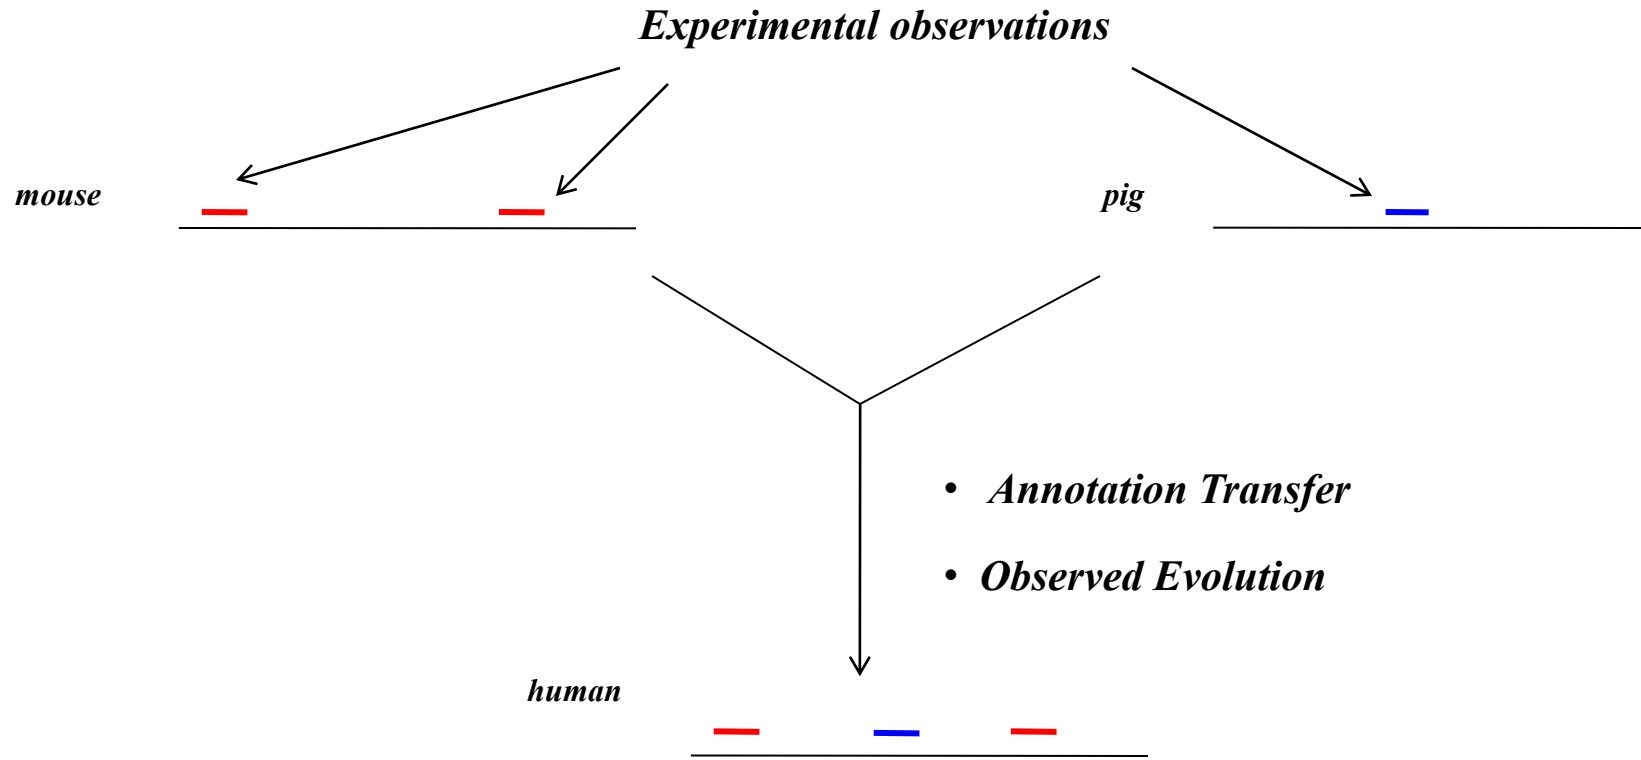 Experimental observations
mouse
pig
• Annotation Transfer
• Observed Evolution
human